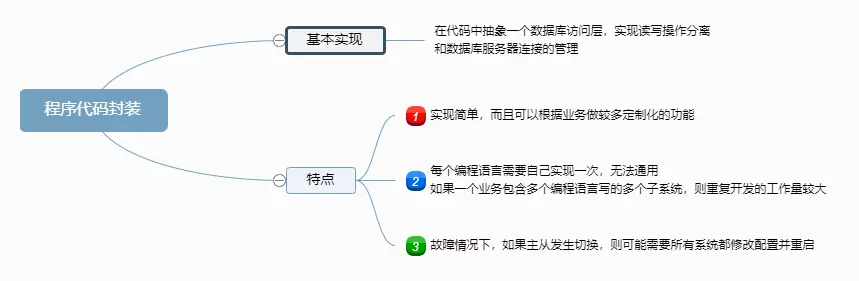 程序代码封装
基本实现
在代码中抽象一个数据库访问层，实现读写操作分离
和数据库服务器连接的管理
特点
1 实现简单，而且可以根据业务做较多定制化的功能
2 每个编程语言需要自己实现一次，无法通用
如果一个业务包含多个编程语言写的多个子系统，则重复开发的工作量较大
3 故障情况下，如果主从发生切换，则可能需要所有系统都修改配置并重启